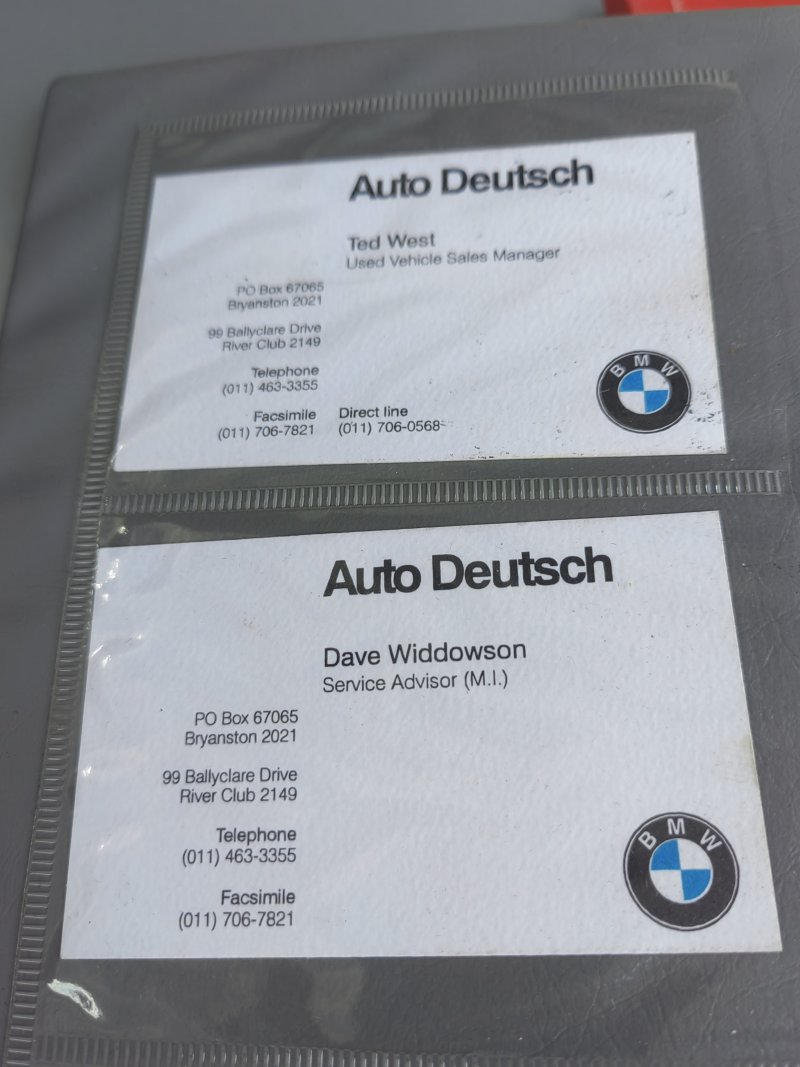 Auto Deutsch
Ted West
Used Vehicle Sales Manager
PO Box 67065
Bryanston 2021
99 Ballyclare Drive
River Club 2149
Telephone
(011) 463-3355
Facsimile
(011) 706-7821
Direct line
(011) 706-0568
BMW
Auto Deutsch
Dave Widdowson
Service Advisor (M.I.)
PO Box 67065
Bryanston 2021
99 Ballyclare Drive
River Club 2149
Telephone
(011) 463-3355
Facsimile
(011) 706-7821
BMW